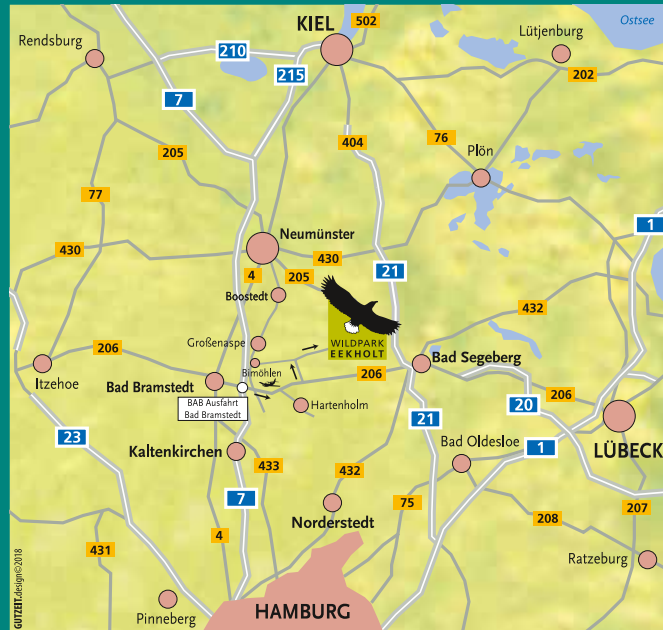 502
KIEL
Ostsee
Rendsburg
Lütjenburg
210
215
202
7
404
76
Plön
205
77
1
Neumünster
430
430
4
205
21
Boostedt
432
Großenaspe
WILDPARK
EEKHOLT
206
Bad Segeberg
Bimöhlen
206
Itzehoe
Bad Bramstedt
206
BAB Ausfahrt
Bad Bramstedt
Hartenholm
20
21
23
LÜBECK
Kaltenkirchen
Bad Oldesloe
1
433
432
7
75
Norderstedt
207
208
4
431
Ratzeburg
Pinneberg
HAMBURG
GUTZEIT.design©2018